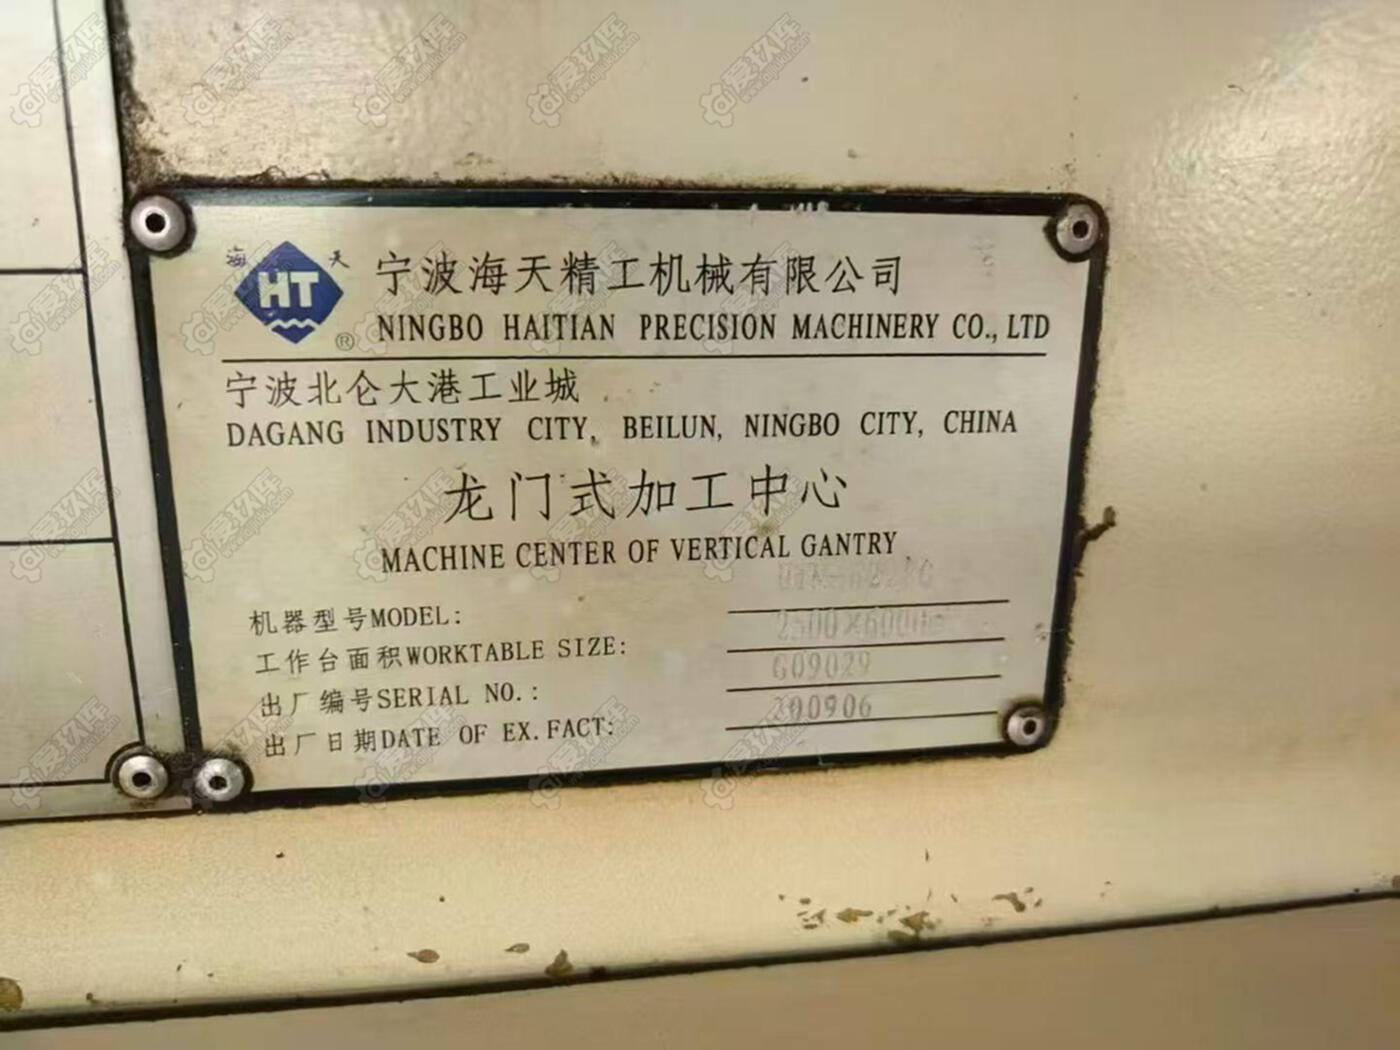 海天
HT
®
宁波海天精工机械有限公司
NINGBO HAITIAN PRECISION MACHINERY CO., LTD
宁波北仑大港工业城
DAGANG INDUSTRY CITY, BEILUN, NINGBO CITY, CHINA
龙门式加工中心
MACHINE CENTER OF VERTICAL GANTRY
机器型号MODEL:
工作台面积WORKTABLE SIZE: 2500×6000
出厂编号SERIAL NO.: G09029
出厂日期DATE OF EX.FACT: 200906